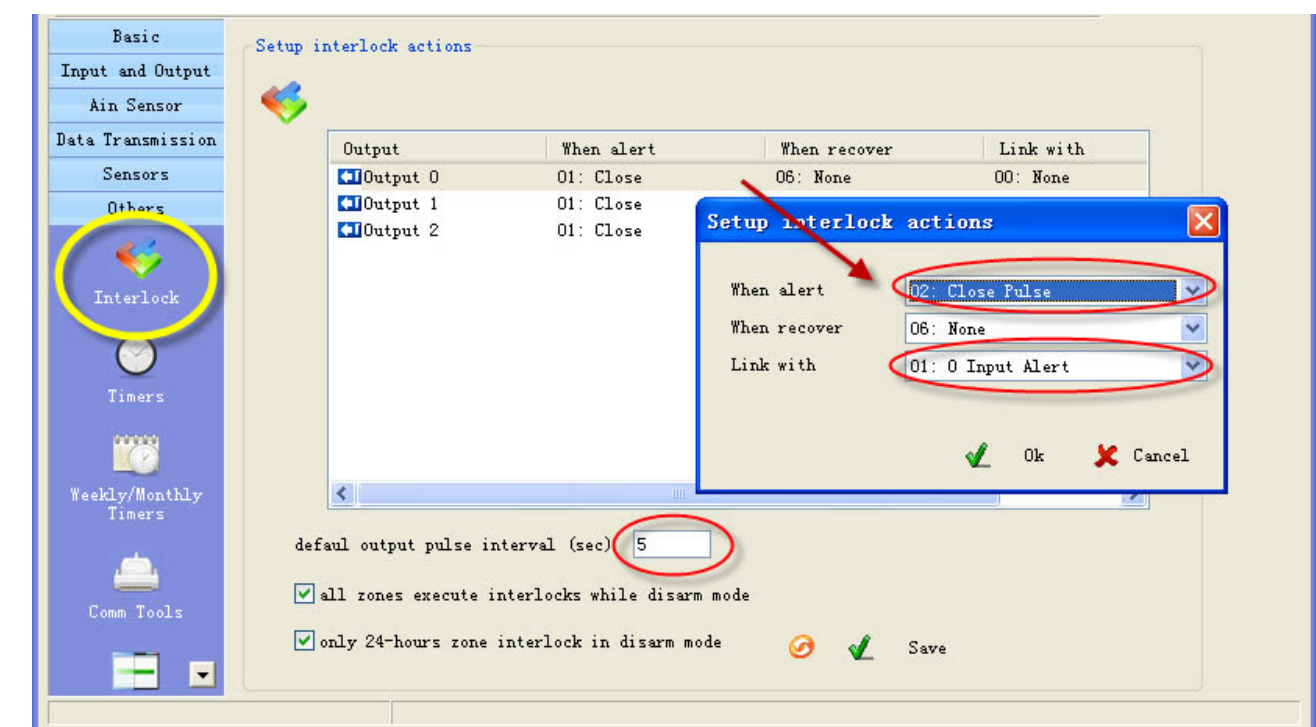 Basic
Input and Output
Ain Sensor
Data Transmission
Sensors
Others
Interlock
Timers
Weekly/Monthly
Timers
Comm Tools
Setup interlock actions
Output When alert When recover Link with
Output 0 01: Close 06: None 00: None
Output 1 01: Close
Output 2 01: Close
Setup interlock actions
When alert 02: Close Pulse
When recover 06: None
Link with 01: 0 Input Alert
Ok Cancel
defaul output pulse interval (sec) 5
all zones execute interlocks while disarm mode
only 24-hours zone interlock in disarm mode
Save